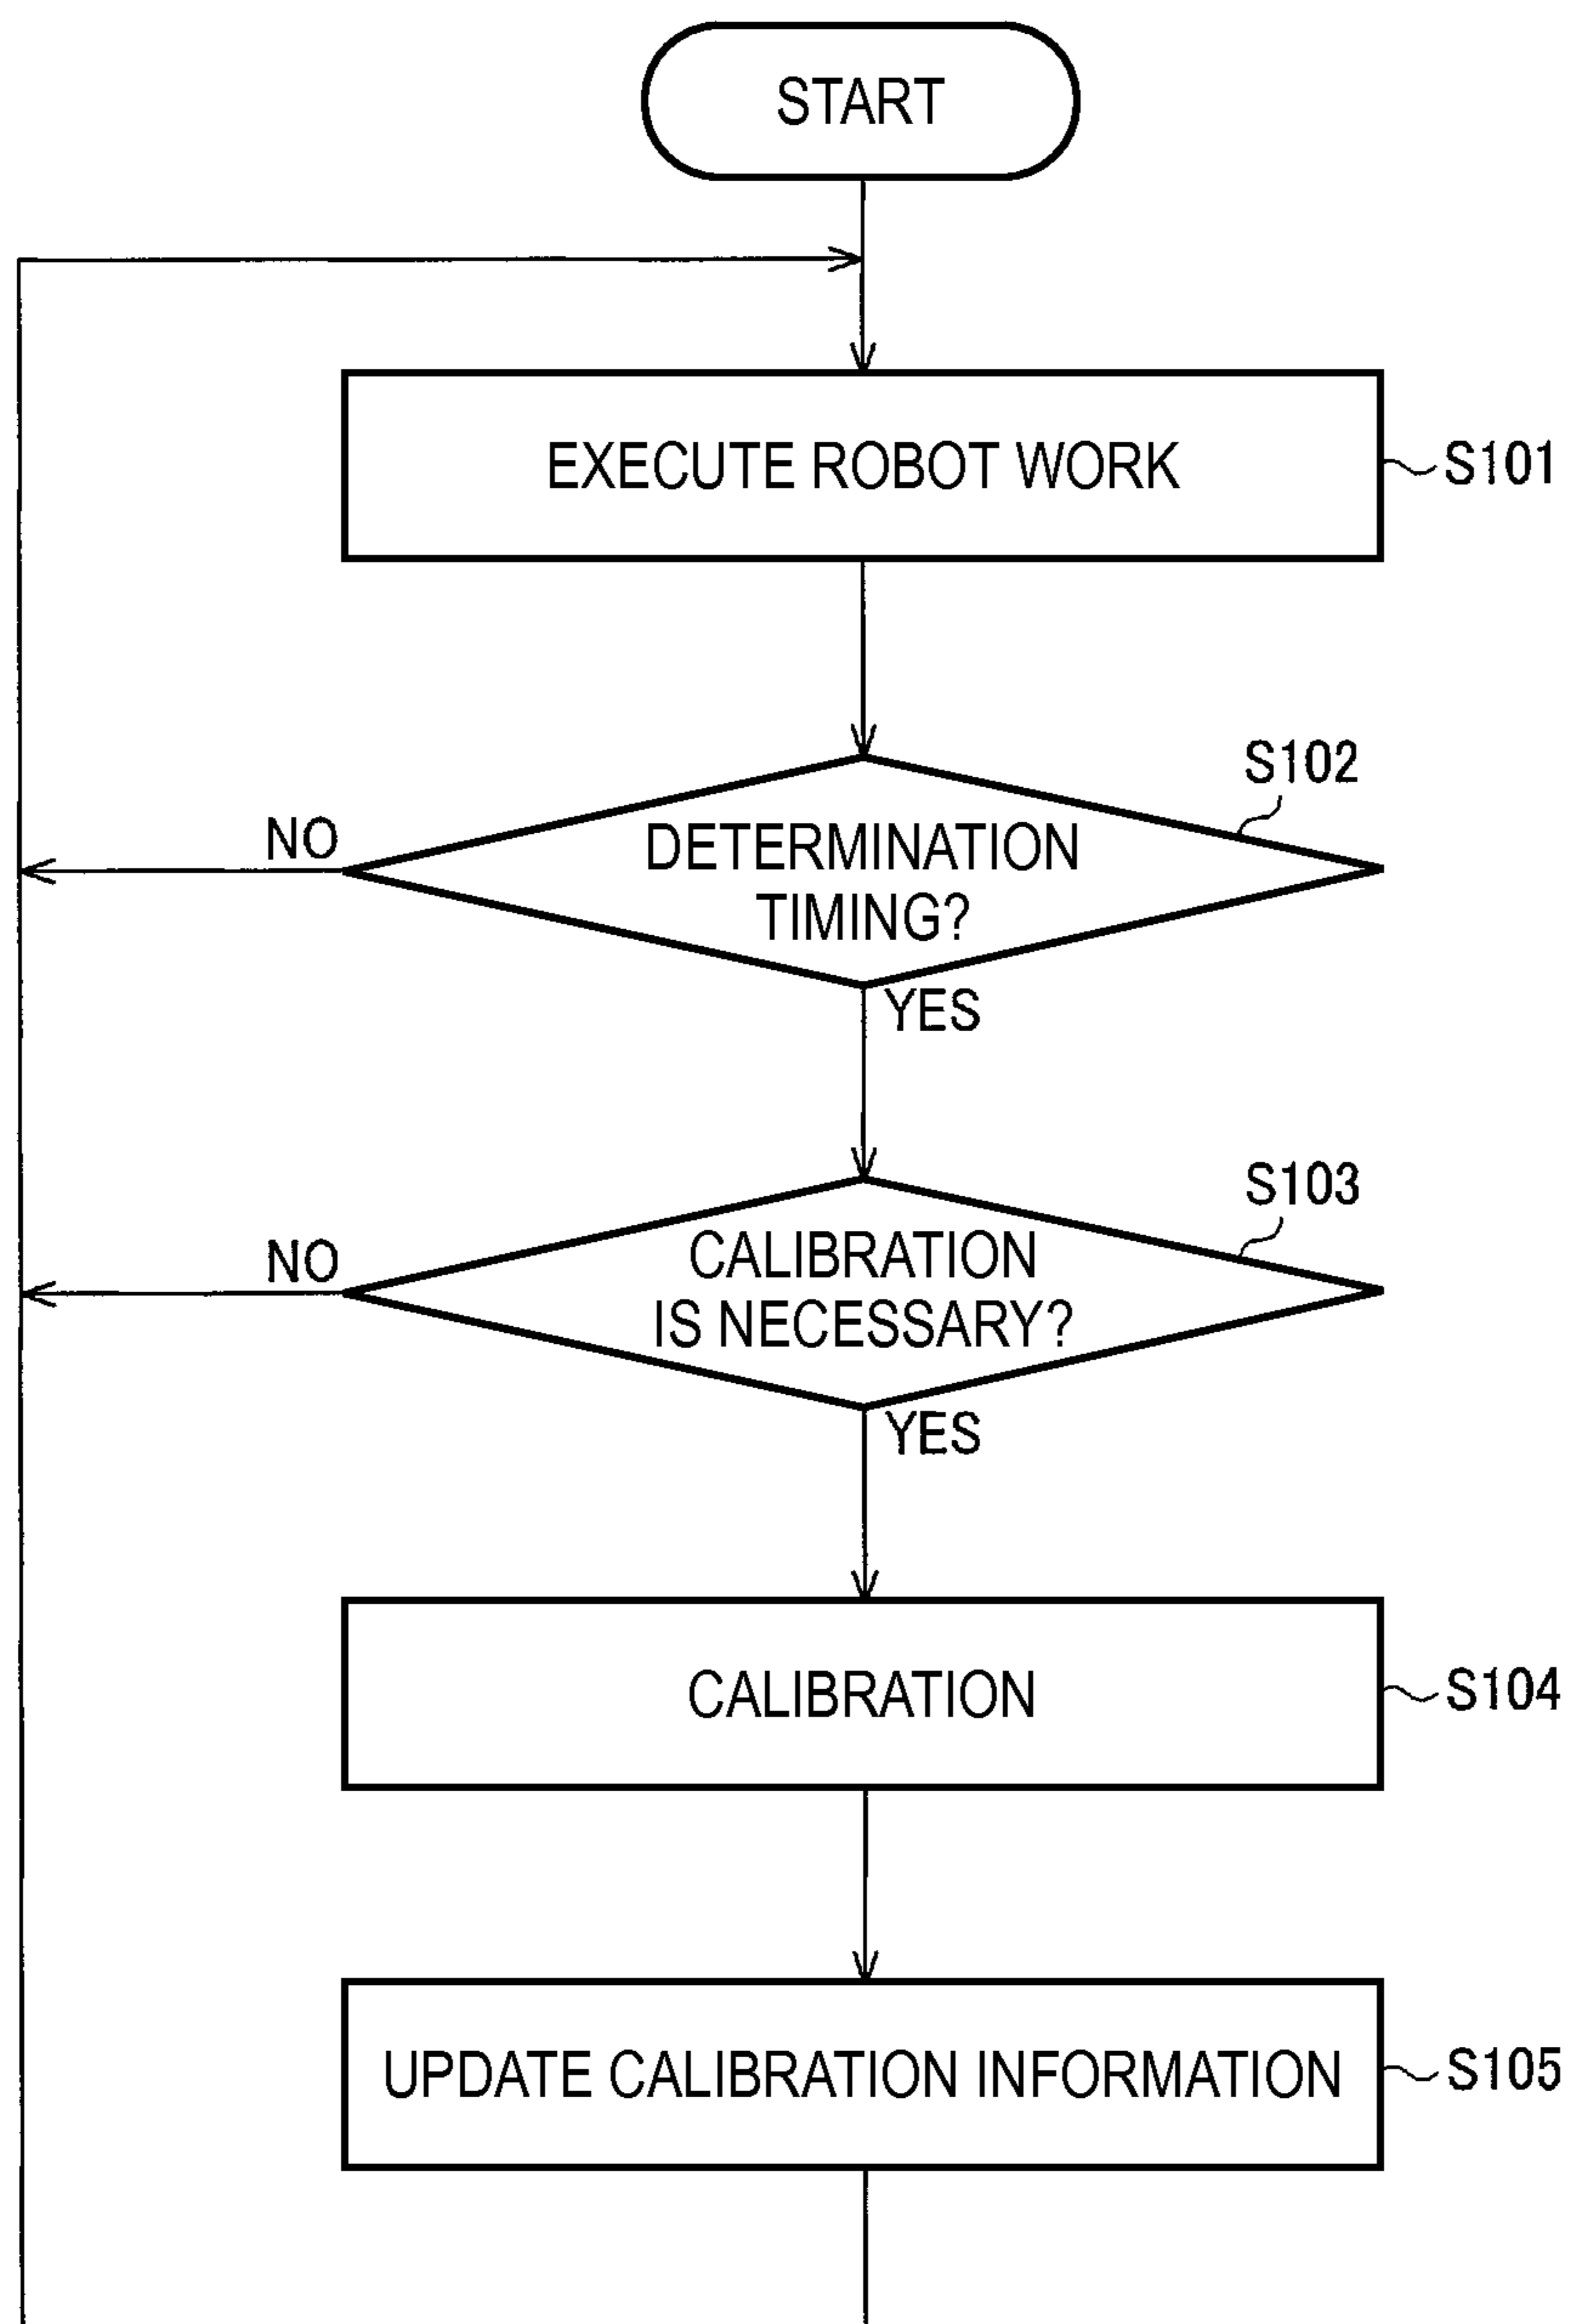 START
EXECUTE ROBOT WORK
S101
S102
NO
DETERMINATION
TIMING?
YES
S103
NO
CALIBRATION
IS NECESSARY?
YES
CALIBRATION
S104
UPDATE CALIBRATION INFORMATION
S105